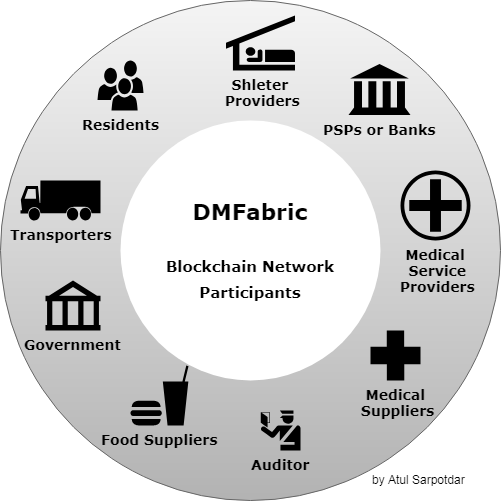 Shleter
Providers
PSPs or Banks
Medical
Service
Providers
Medical
Suppliers
Auditor
Food Suppliers
Government
Transporters
Residents
DMFabric
Blockchain Network
Participants
by Atul Sarpotdar